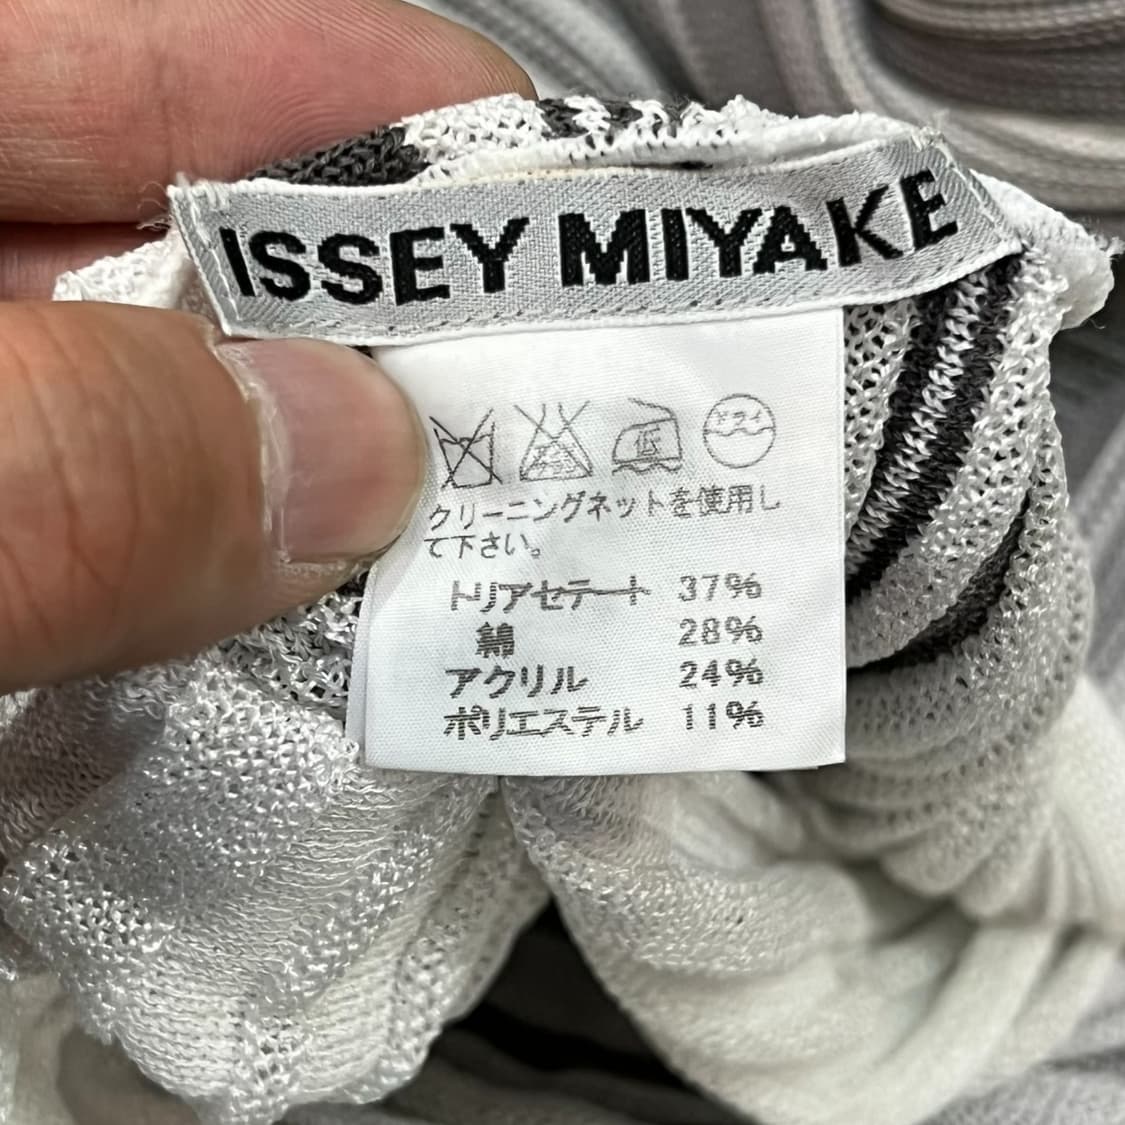 ISSEY MIYAKE
低 ドライ
クリーニングネットを使用し
て下さい。
トリアセテート 37%
綿 28%
アクリル 24%
ポリエステル 11%